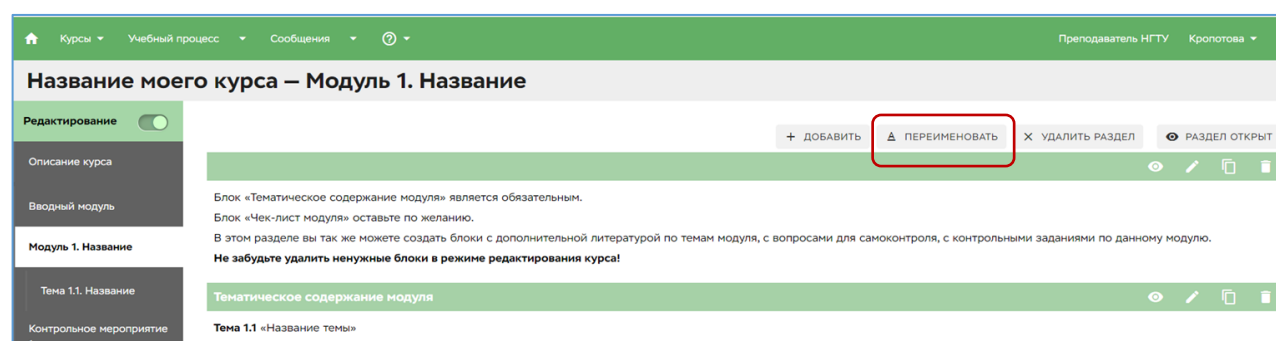 Курсы Учебный процесс Сообщения Преподаватель НГТУ Кропотова
Название моего курса – Модуль 1. Название
Редактирование
+ ДОБАВИТЬ ПЕРЕИМЕНОВАТЬ УДАЛИТЬ РАЗДЕЛ РАЗДЕЛ ОТКРЫТ
Описание курса
Вводный модуль
Модуль 1. Название
Тема 1.1. Название
Контрольное мероприятие
Блок «Тематическое содержание модуля» является обязательным.
Блок «Чек-лист модуля» оставьте по желанию.
В этом разделе вы так же можете создать блоки с дополнительной литературой по темам модуля, с вопросами для самоконтроля, с контрольными заданиями по данному модулю.
Не забудьте удалить ненужные блоки в режиме редактирования курса!
Тематическое содержание модуля
Тема 1.1 «Название темы»